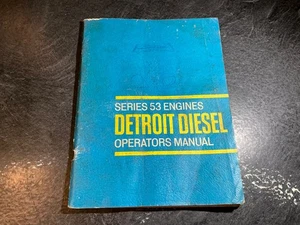 SERIES 53 ENGINES
DETROIT DIESEL
OPERATORS MANUAL